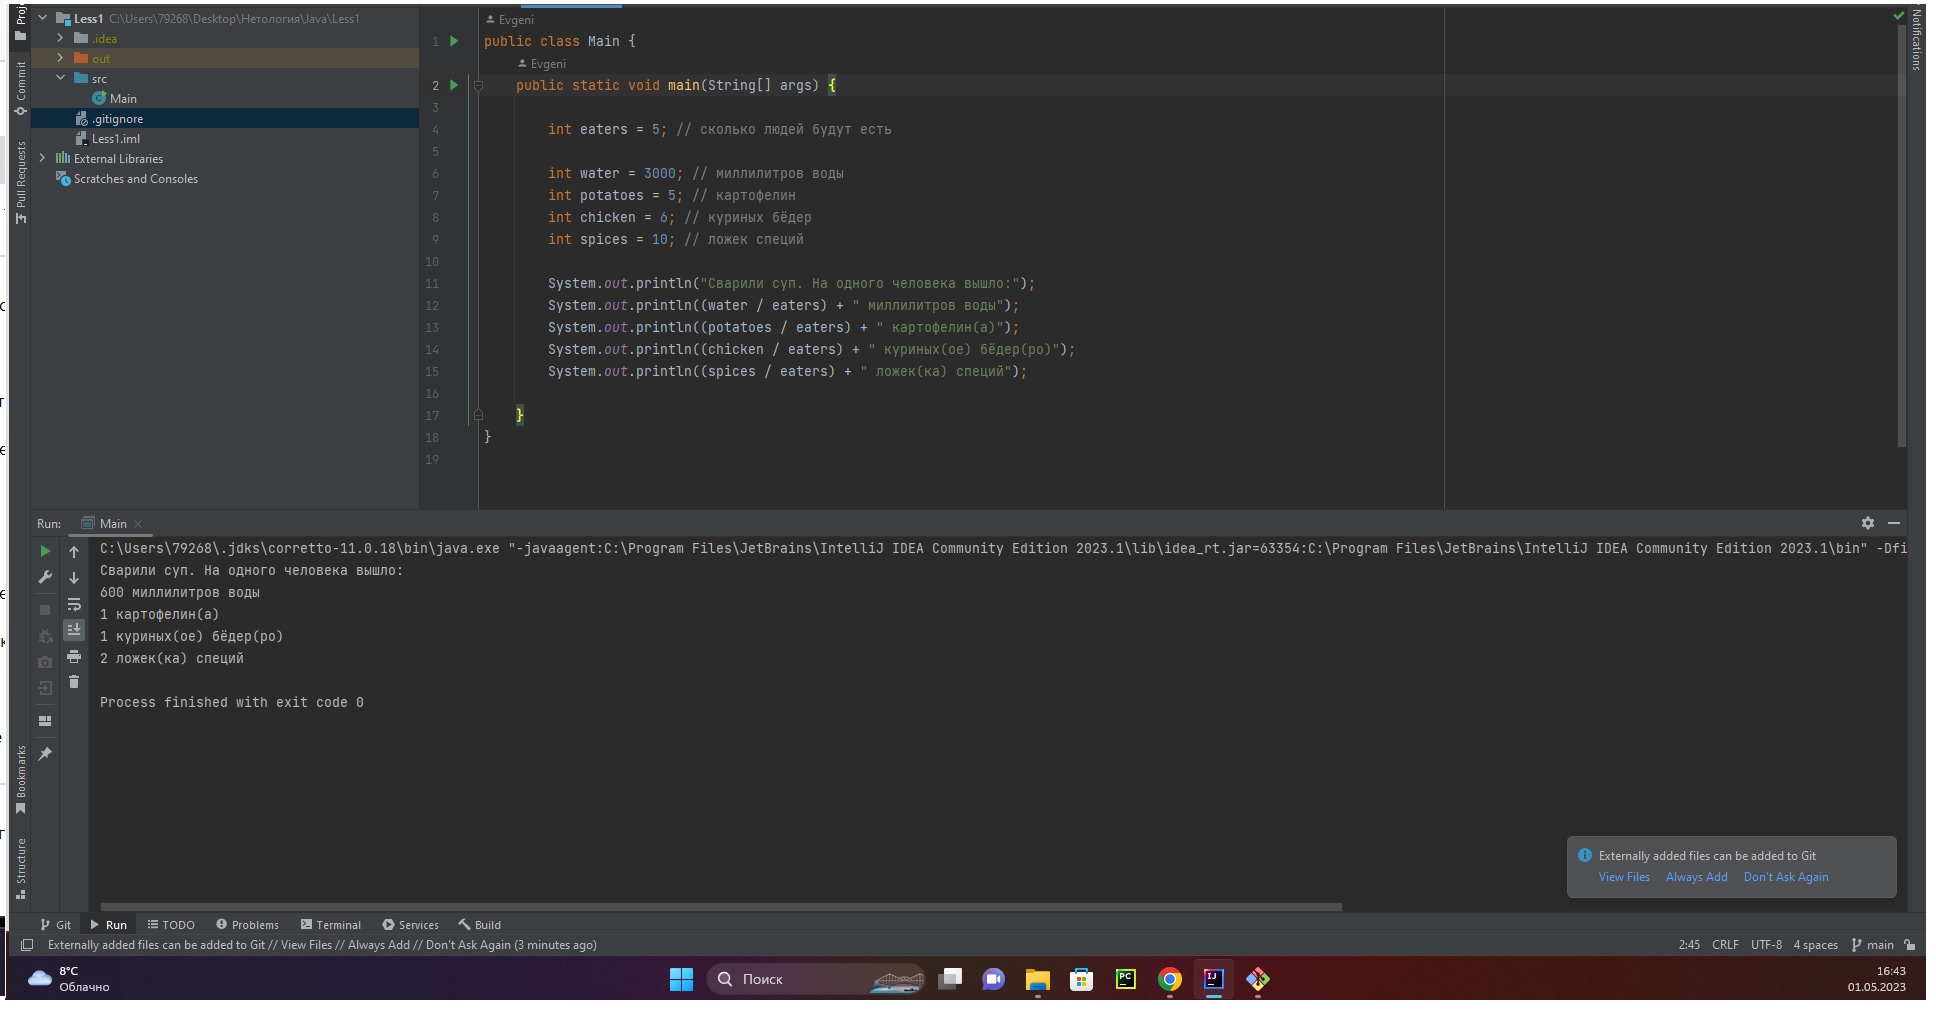 Proj
Commit
Pull Requests
Bookmarks
Structure
Notifications
Less1 C:\Users\79268\Desktop\Нетология\Java\Less1
.idea
out
src
Main
.gitignore
Less1.iml
External Libraries
Scratches and Consoles
Evgeni
1 public class Main {
Evgeni
2 public static void main(String[] args) {
3
4 int eaters = 5; // сколько людей будут есть
5
6 int water = 3000; // миллилитров воды
7 int potatoes = 5; // картофелин
8 int chicken = 6; // куриных бёдер
9 int spices = 10; // ложек специй
10
11 System.out.println("Сварили суп. На одного человека вышло:");
12 System.out.println((water / eaters) + " миллилитров воды");
13 System.out.println((potatoes / eaters) + " картофелин(а)");
14 System.out.println((chicken / eaters) + " куриных(ое) бёдер(ро)");
15 System.out.println((spices / eaters) + " ложек(ка) специй");
16
17 }
18 }
19
Run: Main
C:\Users\79268\.jdks\corretto-11.0.18\bin\java.exe "-javaagent:C:\Program Files\JetBrains\IntelliJ IDEA Community Edition 2023.1\lib\idea_rt.jar=63354:C:\Program Files\JetBrains\IntelliJ IDEA Community Edition 2023.1\bin" -Dfi
Сварили суп. На одного человека вышло:
600 миллилитров воды
1 картофелин(а)
1 куриных(ое) бёдер(ро)
2 ложек(ка) специй
Process finished with exit code 0
Externally added files can be added to Git
View Files Always Add Don't Ask Again
Git Run TODO Problems Terminal Services Build
Externally added files can be added to Git // View Files // Always Add // Don't Ask Again (3 minutes ago)
2:45 CRLF UTF-8 4 spaces main
8°C
Облачно
Поиск
PC
IJ
16:43
01.05.2023